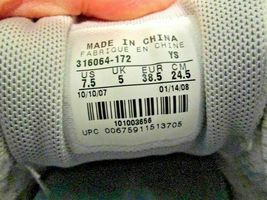 MADE IN CHINA
FABRIQUE EN CHINE
316064-172 YS
US UK EUR CM
7.5 5 38.5 24.5
10/10/07 01/14/08
101003656
UPC 00675911513705